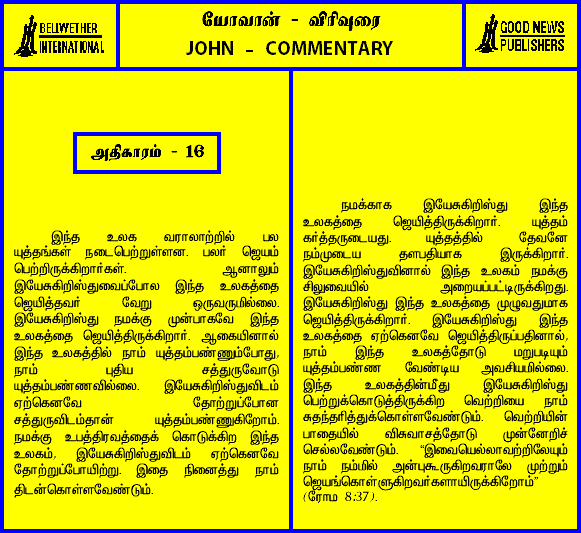 BELLWETHER
INTERNATIONAL
யோவான் - விரிவுரை
JOHN - COMMENTARY
GOOD NEWS
PUBLISHERS
அதிகாரம் - 16
இந்த உலக வரலாற்றில் பல
யுத்தங்கள் நடைபெற்றுள்ளன. பலர் ஜெயம்
பெற்றிருக்கிறார்கள். ஆனாலும்
இயேசுகிறிஸ்துவைப்போல இந்த உலகத்தை
ஜெயித்தவர் வேறு ஒருவருமில்லை.
இயேசுகிறிஸ்து நமக்கு முன்பாகவே இந்த
உலகத்தை ஜெயித்திருக்கிறார். ஆகையினால்
இந்த உலகத்தில் நாம் யுத்தம்பண்ணும்போது,
நாம் புதிய சத்துருவோடு
யுத்தம்பண்ணவில்லை. இயேசுகிறிஸ்துவிடம்
ஏற்கெனவே தோற்றுப்போன
சத்துருவிடம்தான் யுத்தம்பண்ணுகிறோம்.
நமக்கு உபத்திரவத்தைக் கொடுக்கிற இந்த
உலகம், இயேசுகிறிஸ்துவிடம் ஏற்கெனவே
தோற்றுப்போயிற்று. இதை நினைத்து நாம்
திடன்கொள்ளவேண்டும்.
நமக்காக இயேசுகிறிஸ்து இந்த
உலகத்தை ஜெயித்திருக்கிறார். யுத்தம்
கர்த்தருடையது. யுத்தத்தில் தேவனே
நம்முடைய தளபதியாக இருக்கிறார்.
இயேசுகிறிஸ்துவினால் இந்த உலகம் நமக்கு
சிலுவையில் அறையப்பட்டிருக்கிறது.
இயேசுகிறிஸ்து இந்த உலகத்தை முழுவதுமாக
ஜெயித்திருக்கிறார். இயேசுகிறிஸ்து இந்த
உலகத்தை ஏற்கெனவே ஜெயித்திருப்பதினால்,
நாம் இந்த உலகத்தோடு மறுபடியும்
யுத்தம்பண்ண வேண்டிய அவசியமில்லை.
இந்த உலகத்தின்மீது இயேசுகிறிஸ்து
பெற்றுக்கொடுத்திருக்கிற வெற்றியை நாம்
சுதந்தரித்துக்கொள்ளவேண்டும். வெற்றியின்
பாதையில் விசுவாசத்தோடு முன்னேறிச்
செல்லவேண்டும். "இவையெல்லாவற்றிலேயும்
நாம் நம்மில் அன்புகூருகிறவராலே முற்றும்
ஜெயங்கொள்ளுகிறவர்களாயிருக்கிறோம்"
(ரோம 8:37).